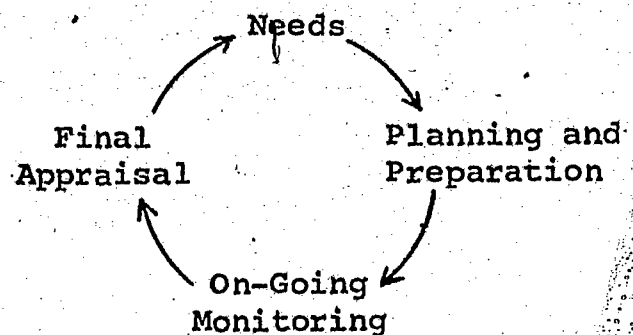 Needs
Final
Appraisal
Planning and
Preparation
On-Going
Monitoring